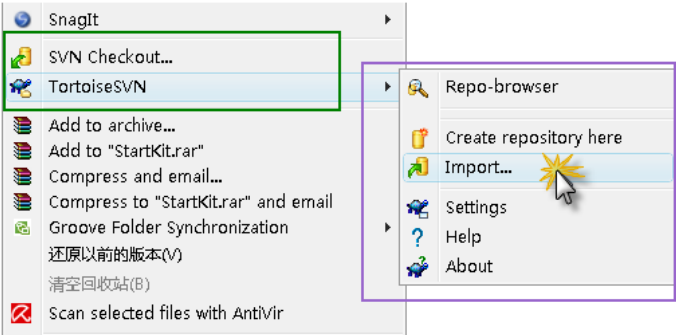 SnagIt
SVN Checkout...
TortoiseSVN
Add to archive...
Add to "StartKit.rar"
Compress and email...
Compress to "StartKit.rar" and email
Groove Folder Synchronization
还原以前的版本(V)
清空回收站(B)
Scan selected files with AntiVir
Repo-browser
Create repository here
Import...
Settings
Help
About